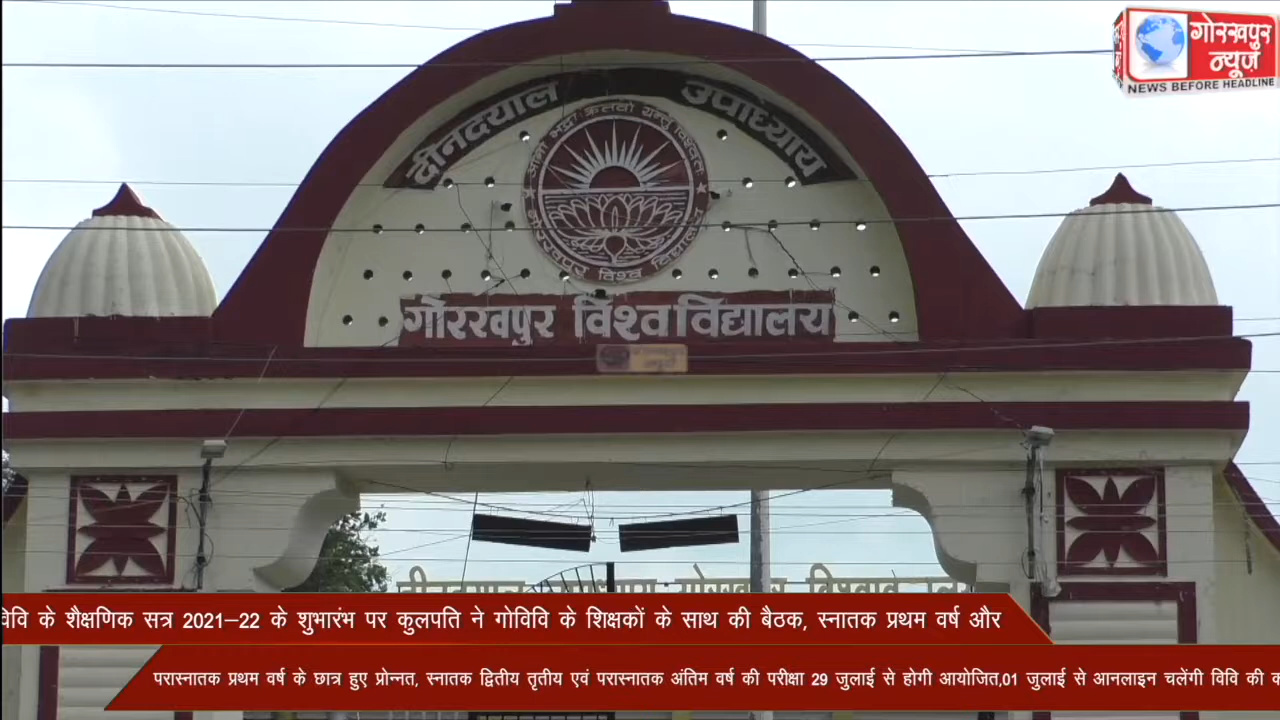 गोरखपुर
न्यूज़
NEWS BEFORE HEADLINE
दीनदयाल उपाध्याय
गोरखपुर विश्व विद्यालय
गोरखपुर विश्वविद्यालय
विवि के शैक्षणिक सत्र 2021–22 के शुभारंभ पर कुलपति ने गोविवि के शिक्षकों के साथ की बैठक, स्नातक प्रथम वर्ष और
परास्नातक प्रथम वर्ष के छात्र हुए प्रोन्नत, स्नातक द्वितीय तृतीय एवं परास्नातक अंतिम वर्ष की परीक्षा 29 जुलाई से होगी आयोजित,01 जुलाई से आनलाइन चलेंगी विवि की